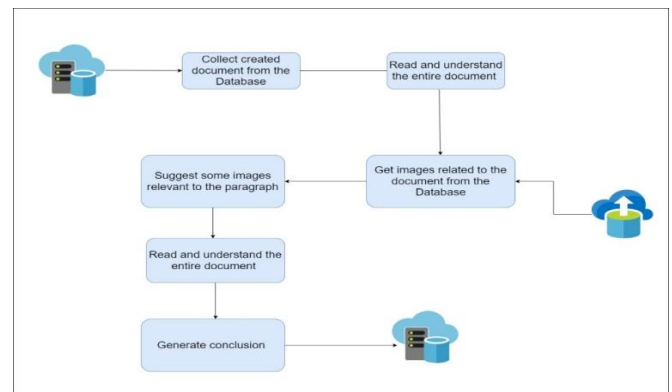 Collect created
document from the
Database
Read and understand
the entire document
Get images related to the
document from the
Database
Suggest some images
relevant to the paragraph
Read and understand the
entire document
Generate conclusion